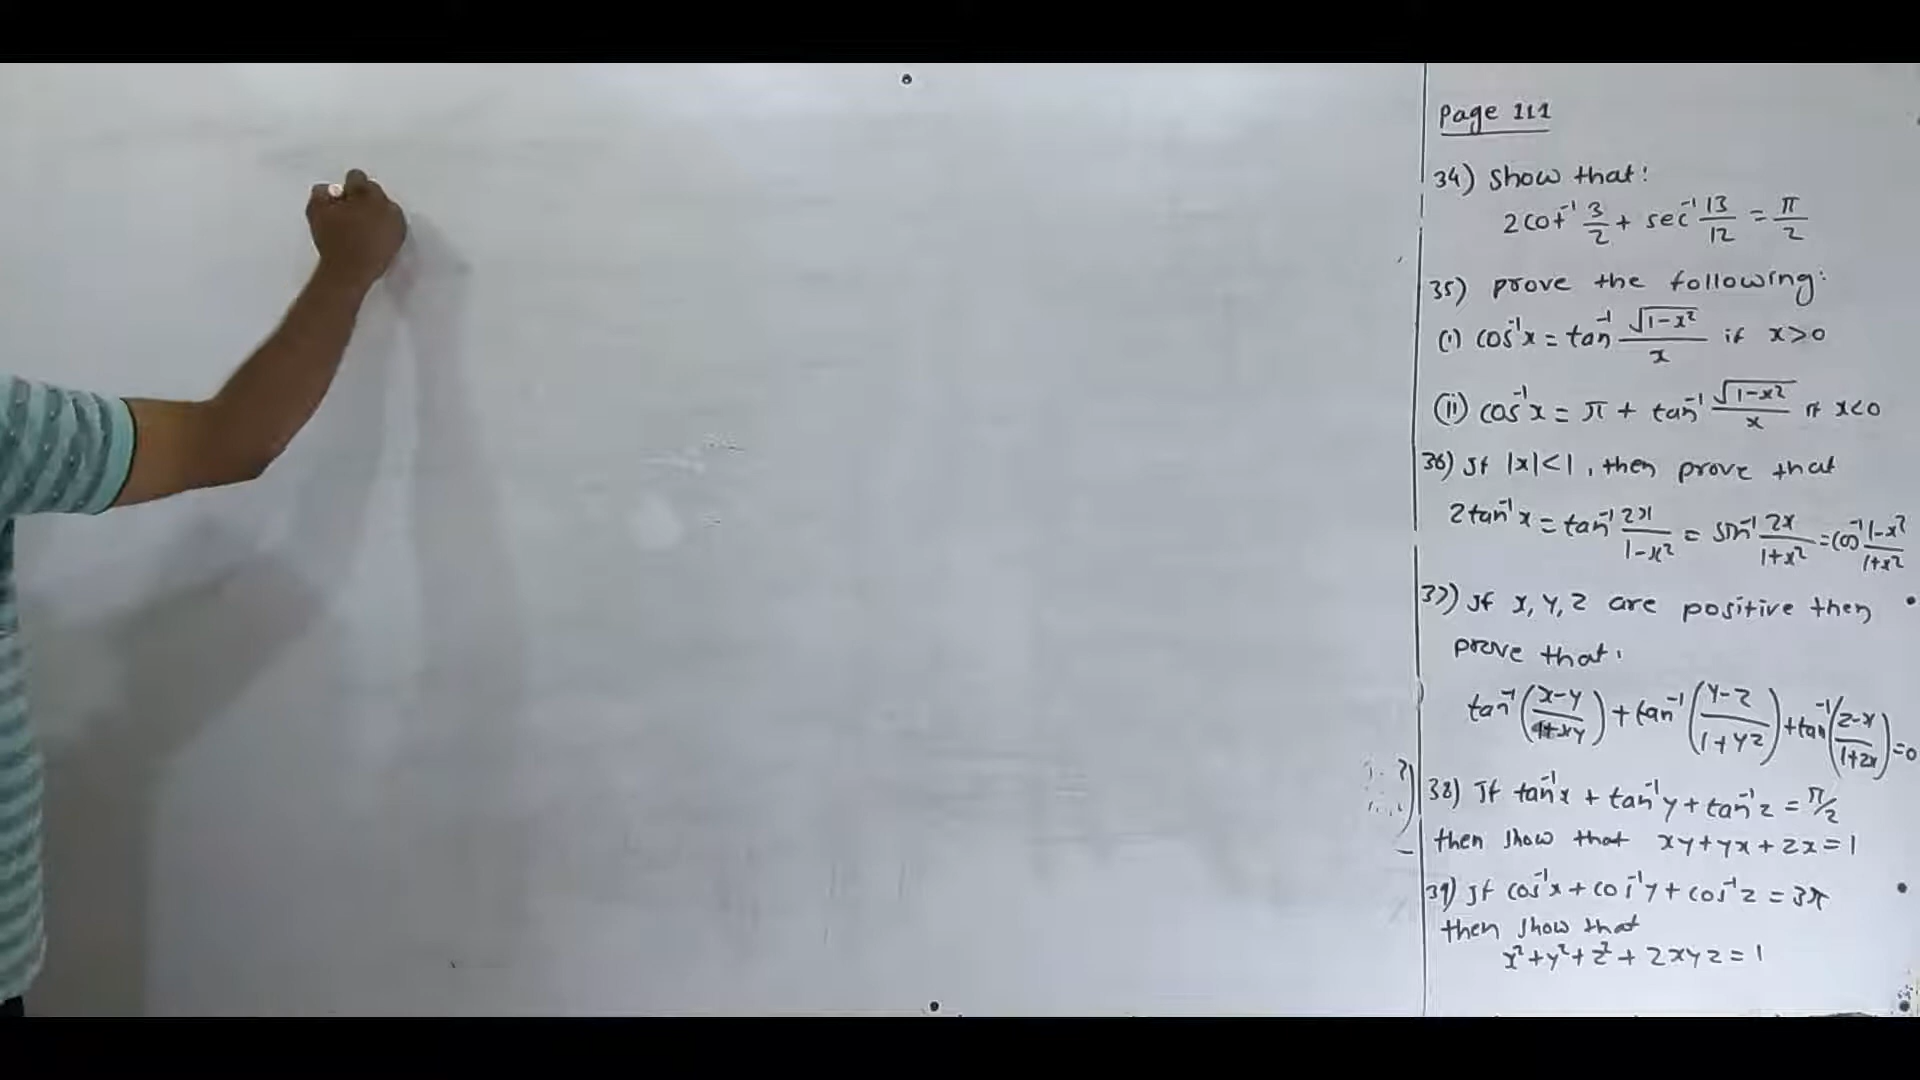 Page 111
34) Show that:
2cot⁻¹ 3/2 + sec⁻¹ 13/12 = π/2
35) prove the following:
(i) cos⁻¹x = tan⁻¹ √(1-x²)/x if x>0
(ii) cos⁻¹x = π + tan⁻¹ √(1-x²)/x if x<0
36) If |x|<1, then prove that
2tan⁻¹x = tan⁻¹ 2x/(1-x²) = sin⁻¹ 2x/(1+x²) = cos⁻¹ (1-x²)/(1+x²)
37) If x, y, z are positive then
prove that.
tan⁻¹((x-y)/(1+xy)) + tan⁻¹((y-z)/(1+yz)) + tan⁻¹((z-x)/(1+zx)) = 0
38) If tan⁻¹x + tan⁻¹y + tan⁻¹z = π/2
then show that xy+yx+zx=1
39) If cos⁻¹x + cos⁻¹y + cos⁻¹z = 3π
then show that
x²+y²+z²+2xyz=1